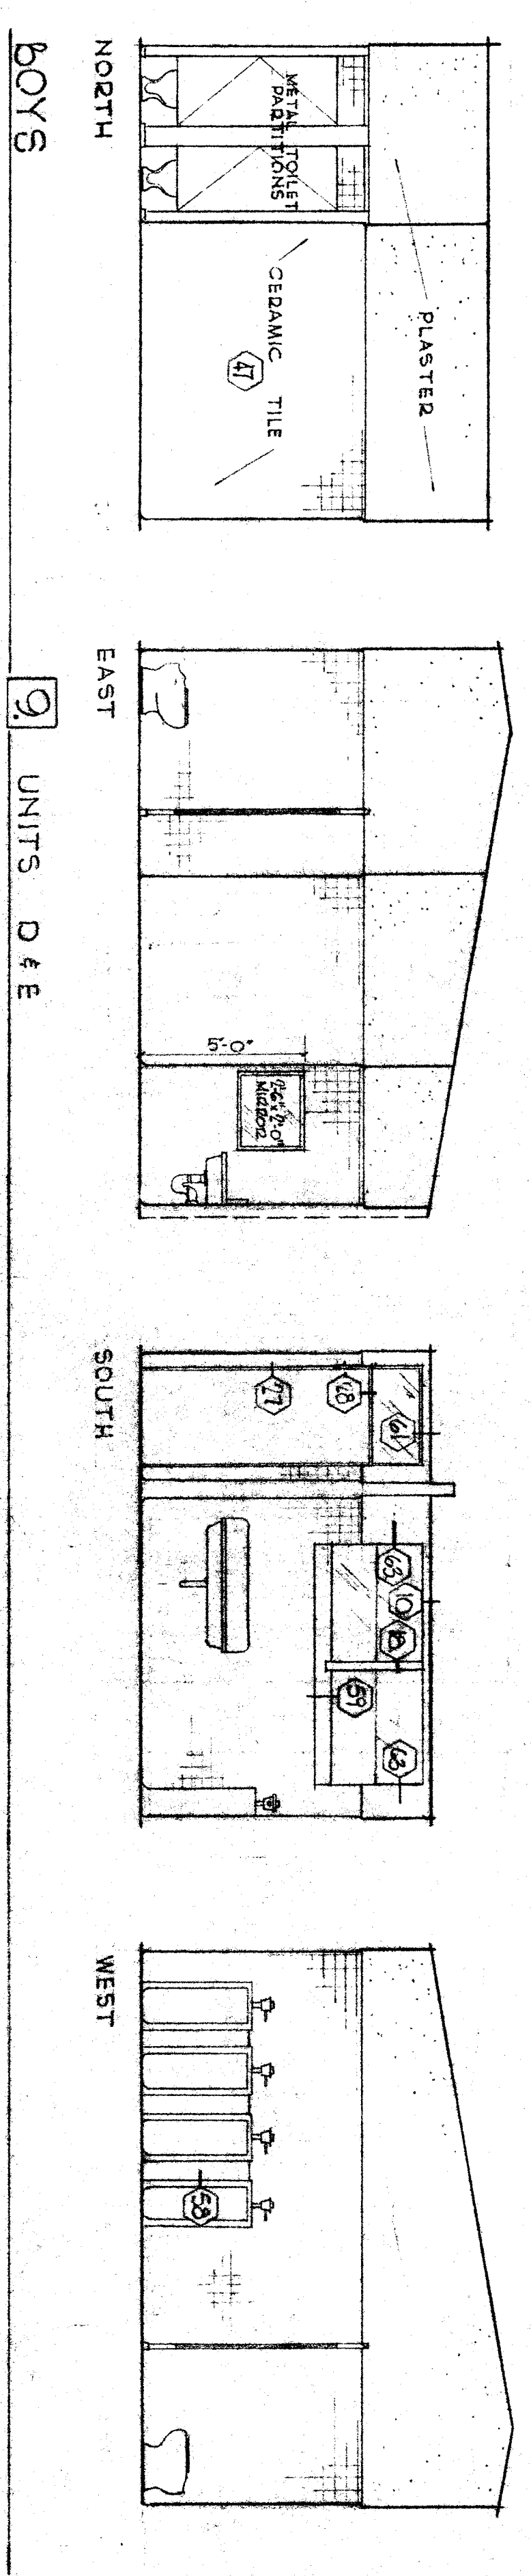 METAL TOILET
PARTITIONS
PLASTER
CERAMIC TILE
47
NORTH
5'-0"
MIRROR
EAST
77
28
61
63
10
59
63
SOUTH
58
WEST
BOYS
9. UNITS D & E